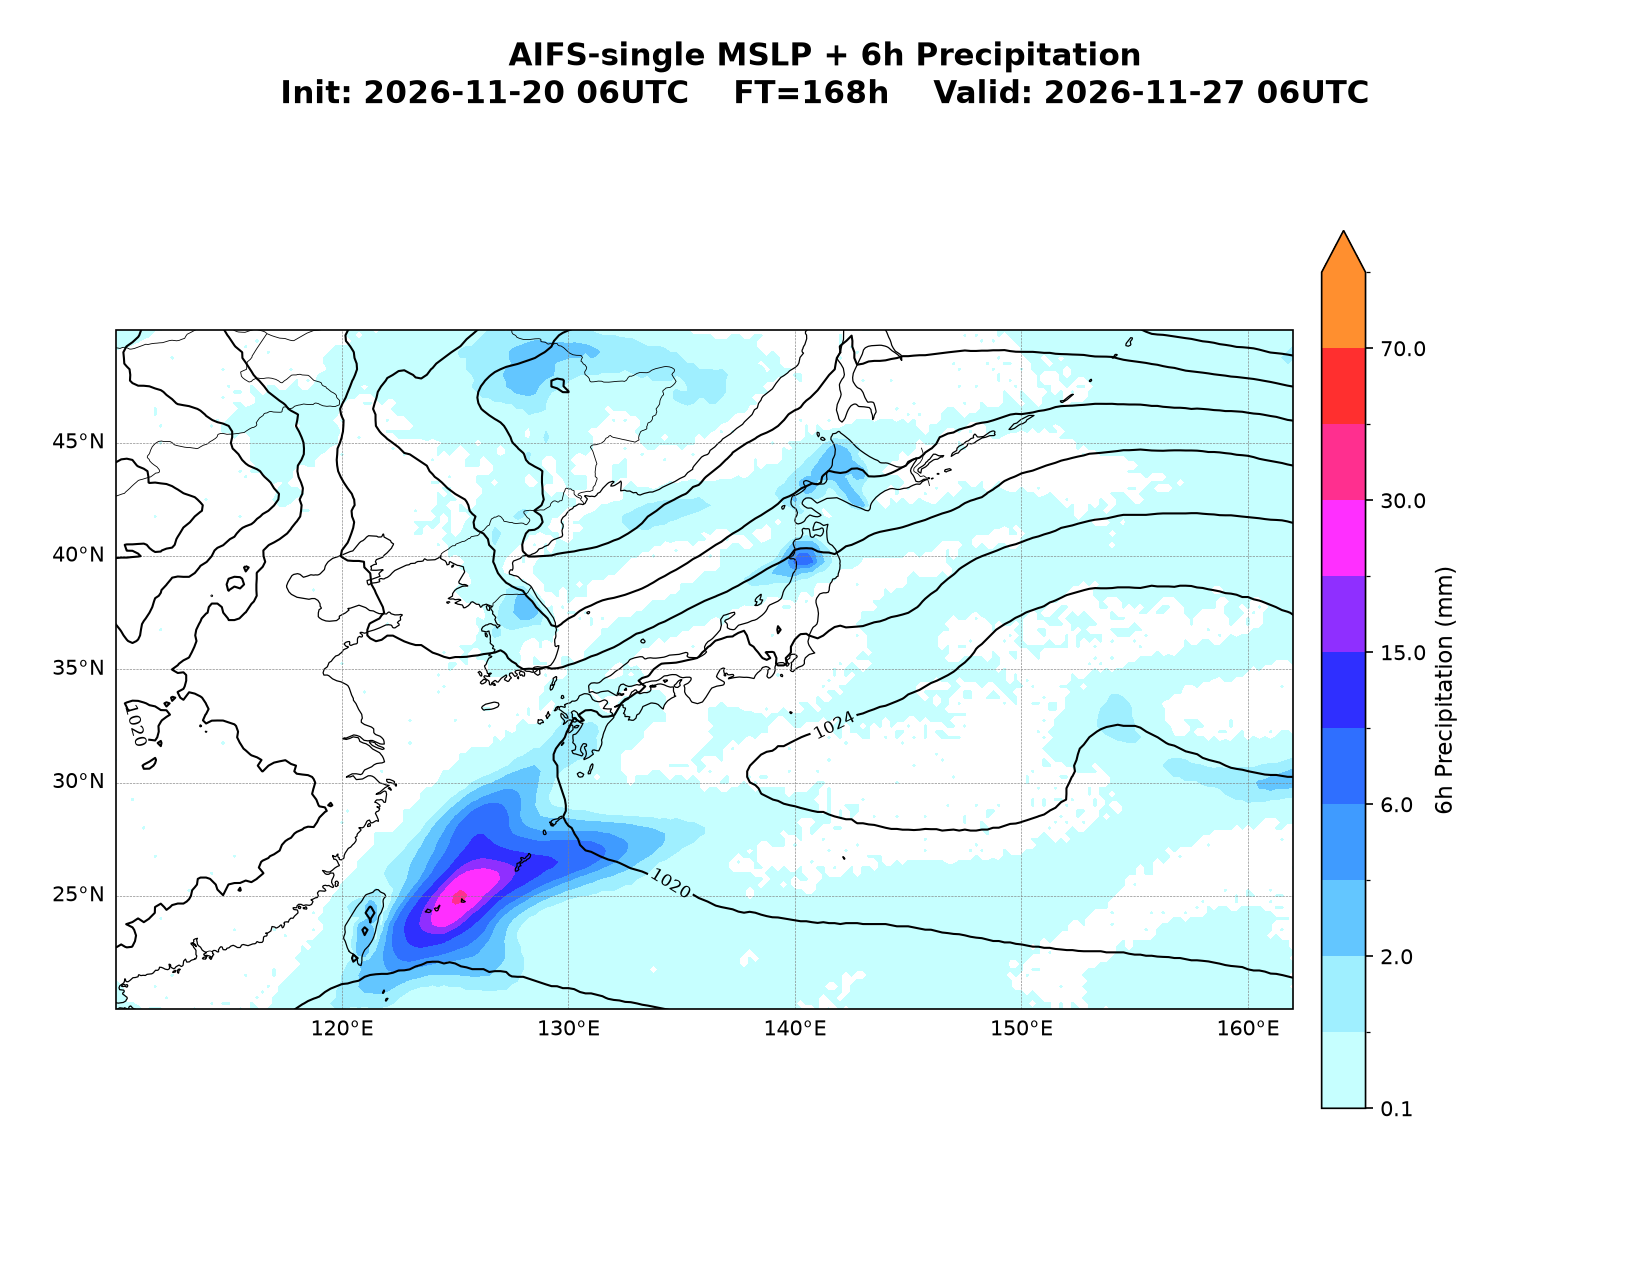 AIFS-single MSLP + 6h Precipitation
Init: 2026-11-20 06UTC    FT=168h    Valid: 2026-11-27 06UTC
70.0
30.0
15.0
6.0
2.0
0.1
6h Precipitation (mm)
45°N
40°N
35°N
30°N
25°N
1020
1024
1020
120°E
130°E
140°E
150°E
160°E